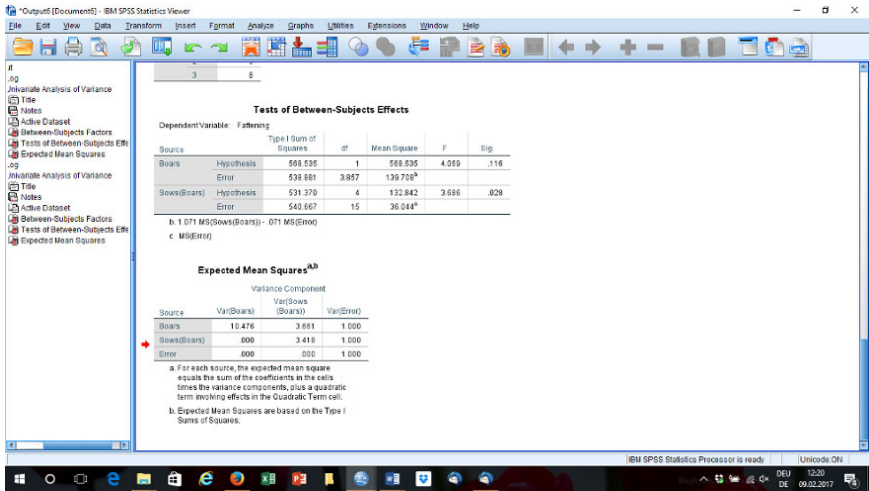 *Output6 [Document6] - IBM SPSS Statistics Viewer
File Edit View Data Transform Insert Format Analyze Graphs Utilities Extensions Window Help
.og
Univariate Analysis of Variance
Title
Notes
Active Dataset
Between-Subjects Factors
Tests of Between-Subjects Effe
Expected Mean Squares
.og
Univariate Analysis of Variance
Title
Notes
Active Dataset
Between-Subjects Factors
Tests of Between-Subjects Effe
Expected Mean Squares
3 8
Tests of Between-Subjects Effects
Dependent Variable: Fattening
Source Type I Sum of Squares df Mean Square F Sig.
Boars Hypothesis 568.535 1 568.535 4.069 .116
Error 538.881 3.857 139.708b
Sows(Boars) Hypothesis 531.370 4 132.842 3.686 .028
Error 540.667 15 36.044c
b. 1.071 MS(Sows(Boars)) - .071 MS(Error)
c. MS(Error)
Expected Mean Squares a,b
Variance Component
Source Var(Boars) Var(Sows (Boars)) Var(Error)
Boars 10.476 3.661 1.000
Sows(Boars) .000 3.418 1.000
Error .000 .000 1.000
a. For each source, the expected mean square
equals the sum of the coefficients in the cells
times the variance components, plus a quadratic
term involving effects in the Quadratic Term cell.
b. Expected Mean Squares are based on the Type I
Sums of Squares.
IBM SPSS Statistics Processor is ready Unicode:ON
DEU 12:20
DE 09.02.2017